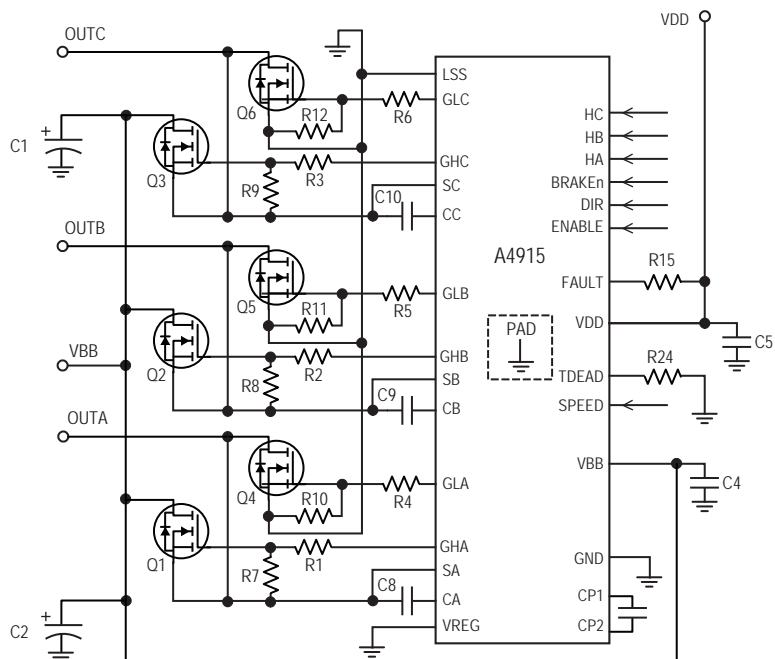 OUTC
VDD
LSS
GLC
Q6
R12
R6
HC
C1
+
HB
HA
GHC
Q3
R9
R3
SC
BRAKEn
C10
CC
DIR
ENABLE
OUTB
A4915
R15
FAULT
Q5
R11
R5
GLB
PAD
VDD
C5
VBB
Q2
R8
R2
GHB
SB
TDEAD
R24
C9
CB
SPEED
OUTA
VBB
C4
Q4
R10
R4
GLA
Q1
R7
R1
GHA
SA
GND
C8
CA
CP1
C2
+
VREG
CP2